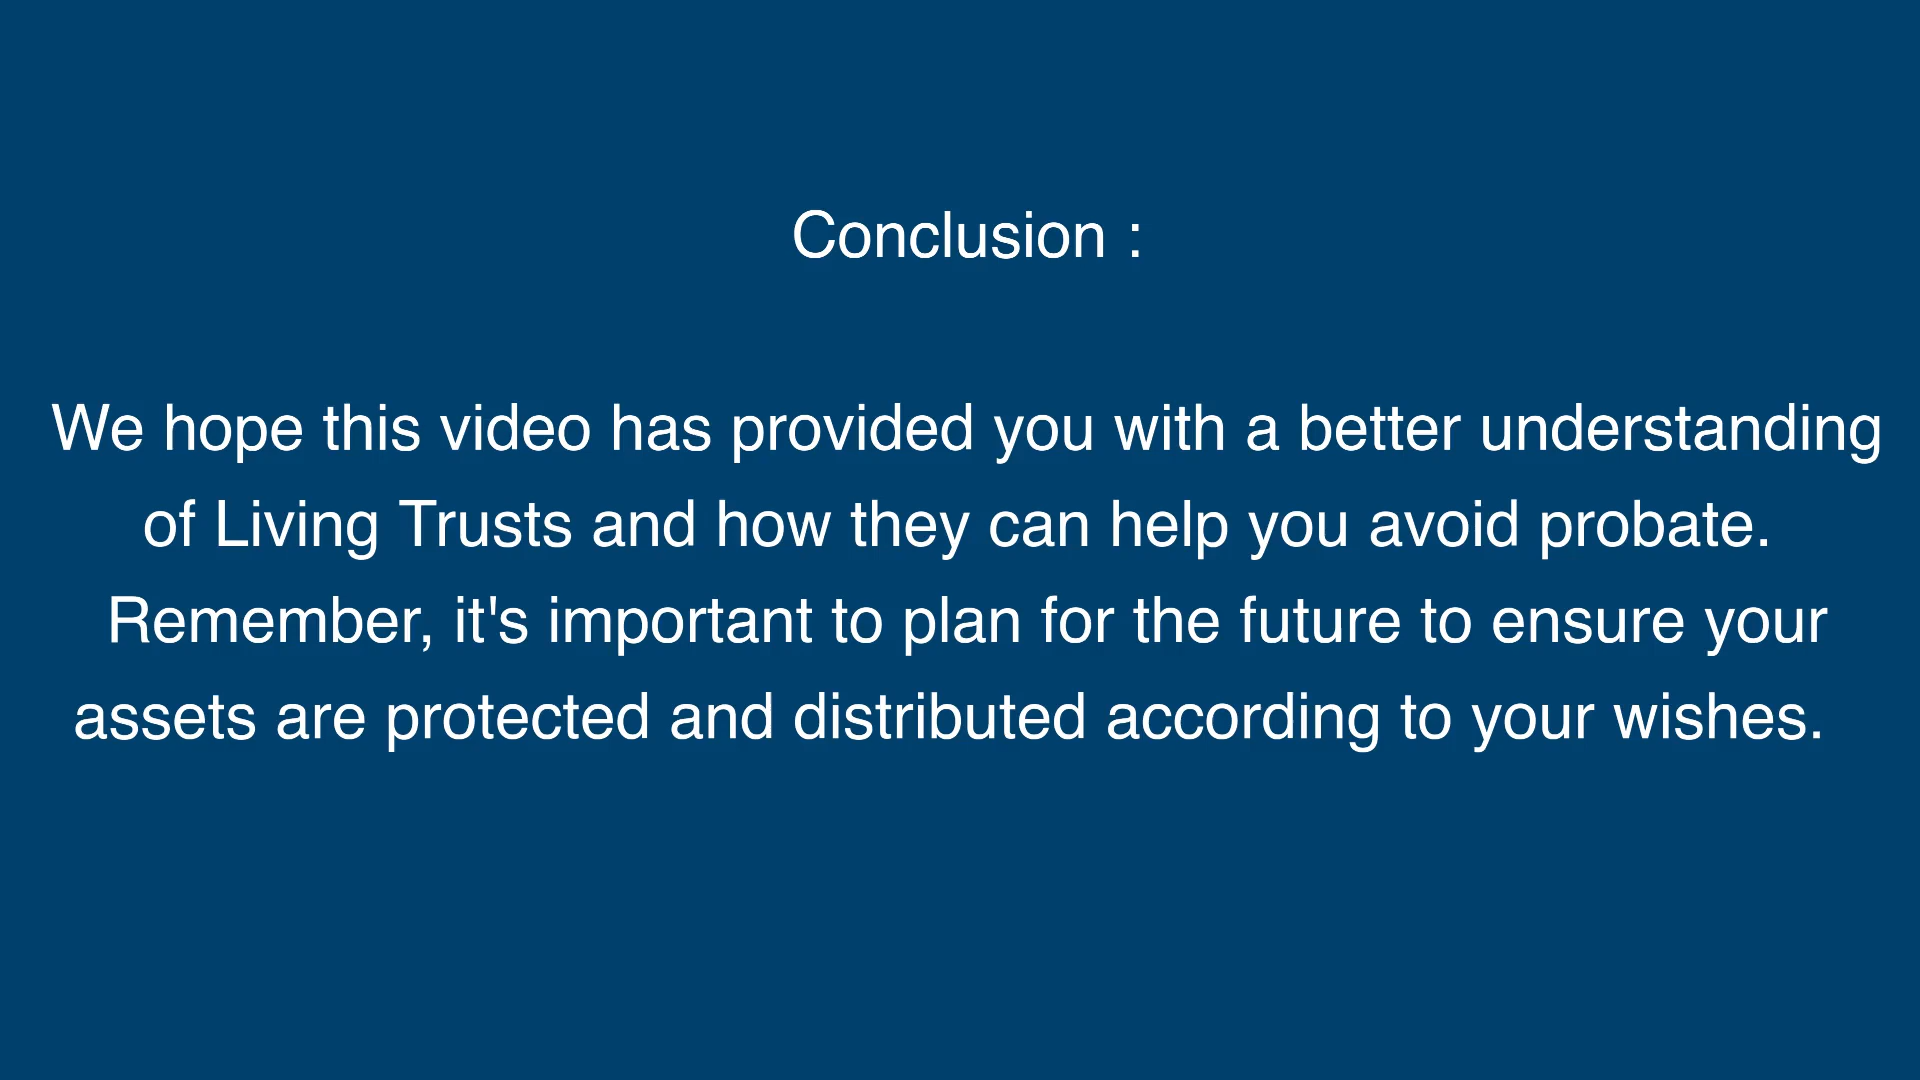 Conclusion :
We hope this video has provided you with a better understanding
of Living Trusts and how they can help you avoid probate.
Remember, it's important to plan for the future to ensure your
assets are protected and distributed according to your wishes.